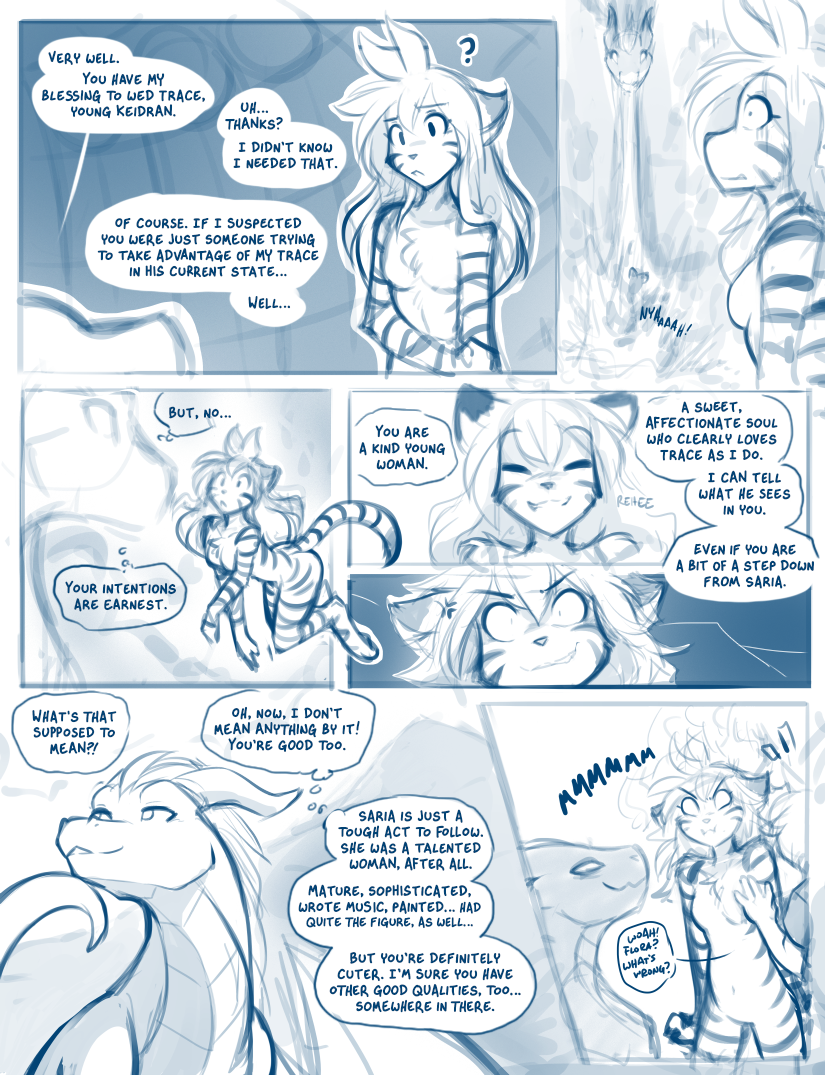 VERY WELL.
YOU HAVE MY
BLESSING TO WED TRACE,
YOUNG KEIDRAN.
?
UH...
THANKS?
I DIDN'T KNOW
I NEEDED THAT.
OF COURSE. IF I SUSPECTED
YOU WERE JUST SOMEONE TRYING
TO TAKE ADVANTAGE OF MY TRACE
IN HIS CURRENT STATE...
WELL...
NYHAAAAH!
BUT, NO...
YOUR INTENTIONS
ARE EARNEST.
YOU ARE
A KIND YOUNG
WOMAN.
A SWEET,
AFFECTIONATE SOUL
WHO CLEARLY LOVES
TRACE AS I DO.
I CAN TELL
WHAT HE SEES
IN YOU.
REHEE
EVEN IF YOU ARE
A BIT OF A STEP DOWN
FROM SARIA.
WHAT'S THAT
SUPPOSED TO
MEAN?!
OH, NOW, I DON'T
MEAN ANYTHING BY IT!
YOU'RE GOOD TOO.
SARIA IS JUST A
TOUGH ACT TO FOLLOW.
SHE WAS A TALENTED
WOMAN, AFTER ALL.
MATURE, SOPHISTICATED,
WROTE MUSIC, PAINTED... HAD
QUITE THE FIGURE, AS WELL...
BUT YOU'RE DEFINITELY
CUTER. I'M SURE YOU HAVE
OTHER GOOD QUALITIES, TOO...
SOMEWHERE IN THERE.
MMMMMM
WOAH!
FLORA?
WHAT'S
WRONG?